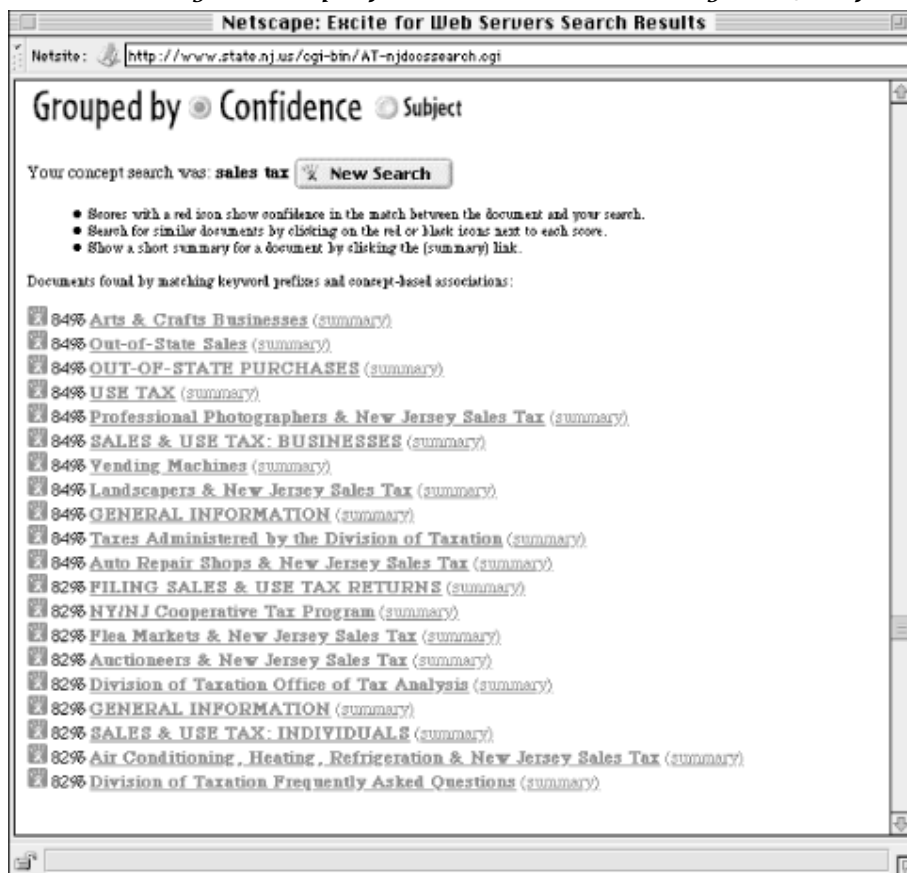 Netscape: Excite for Web Servers Search Results
Netsite: http://www.state.nj.us/cgi-bin/AT-njdocssearch.cgi
Grouped by Confidence Subject
Your concept search was: sales tax New Search
• Scores with a red icon show confidence in the match between the document and your search.
• Search for similar documents by clicking on the red or black icons next to each score.
• Show a short summary for a document by clicking the (summary) link.
Documents found by matching keyword prefixes and concept-based associations:
84% Arts & Crafts Businesses (summary)
84% Out-of-State Sales (summary)
84% OUT-OF-STATE PURCHASES (summary)
84% USE TAX (summary)
84% Professional Photographers & New Jersey Sales Tax (summary)
84% SALES & USE TAX: BUSINESSES (summary)
84% Vending Machines (summary)
84% Landscapers & New Jersey Sales Tax (summary)
84% GENERAL INFORMATION (summary)
84% Taxes Administered by the Division of Taxation (summary)
84% Auto Repair Shops & New Jersey Sales Tax (summary)
82% FILING SALES & USE TAX RETURNS (summary)
82% NY/NJ Cooperative Tax Program (summary)
82% Flea Markets & New Jersey Sales Tax (summary)
82% Auctioneers & New Jersey Sales Tax (summary)
82% Division of Taxation Office of Tax Analysis (summary)
82% GENERAL INFORMATION (summary)
82% SALES & USE TAX: INDIVIDUALS (summary)
82% Air Conditioning, Heating, Refrigeration & New Jersey Sales Tax (summary)
82% Division of Taxation Frequently Asked Questions (summary)